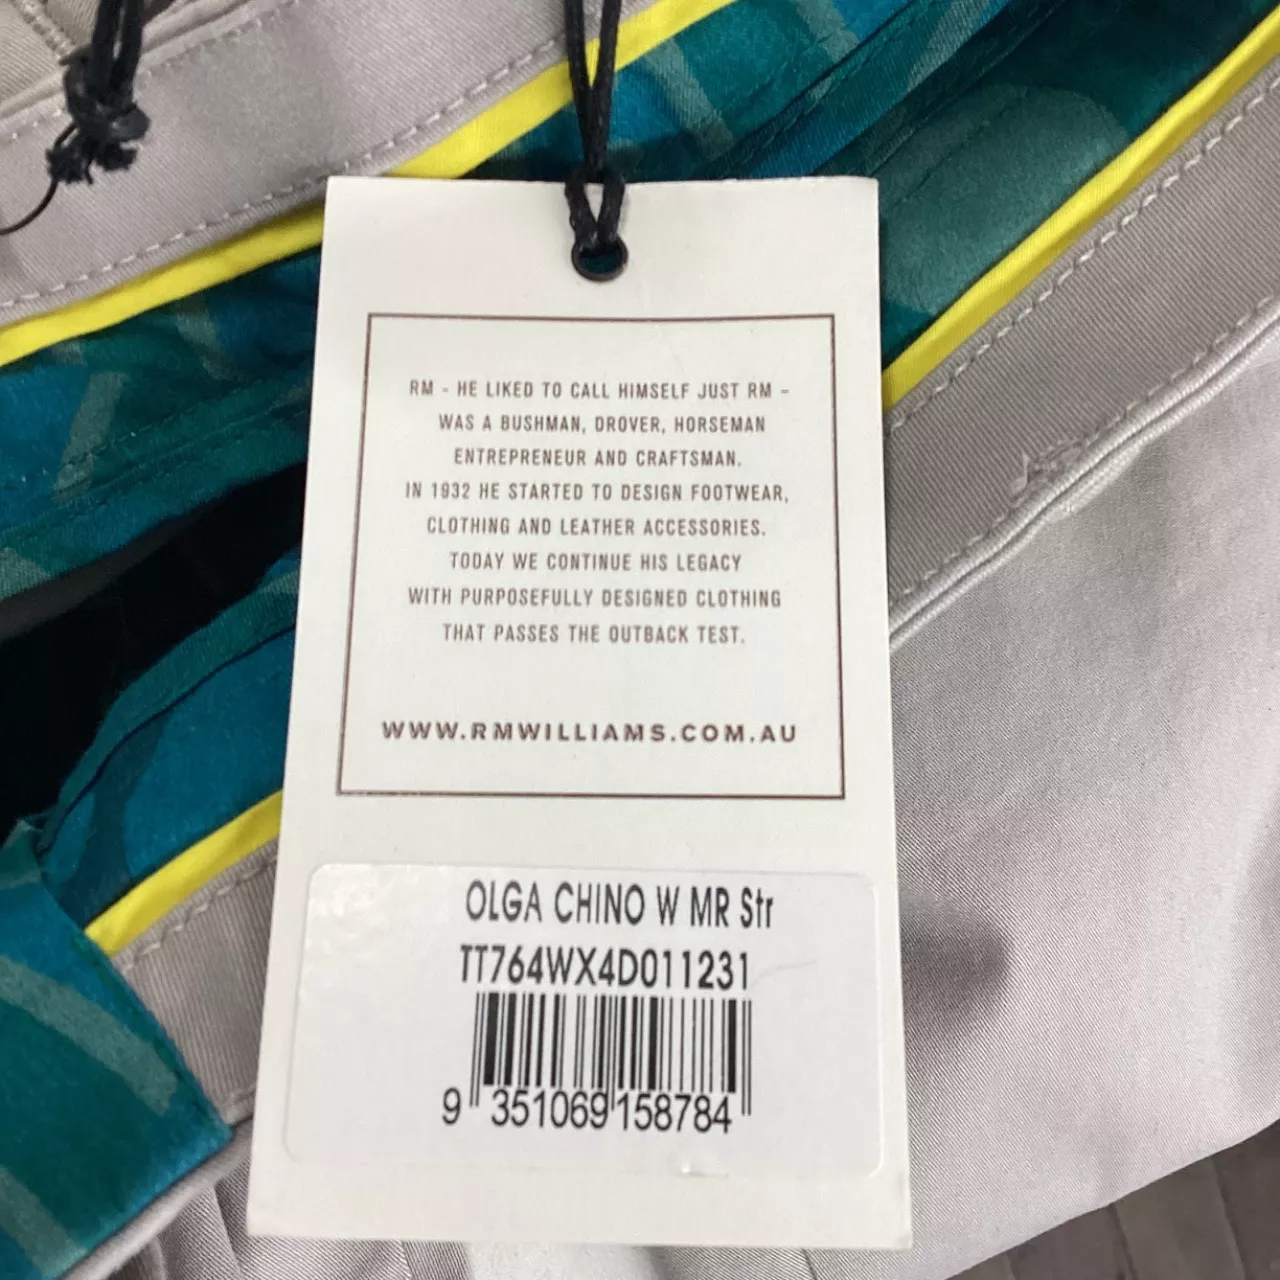 RM - HE LIKED TO CALL HIMSELF JUST RM -
WAS A BUSHMAN, DROVER, HORSEMAN
ENTREPRENEUR AND CRAFTSMAN.
IN 1932 HE STARTED TO DESIGN FOOTWEAR,
CLOTHING AND LEATHER ACCESSORIES.
TODAY WE CONTINUE HIS LEGACY
WITH PURPOSEFULLY DESIGNED CLOTHING
THAT PASSES THE OUTBACK TEST.
WWW.RMWILLIAMS.COM.AU
OLGA CHINO W MR Str
TT764WX4D011231
9 351069 158784